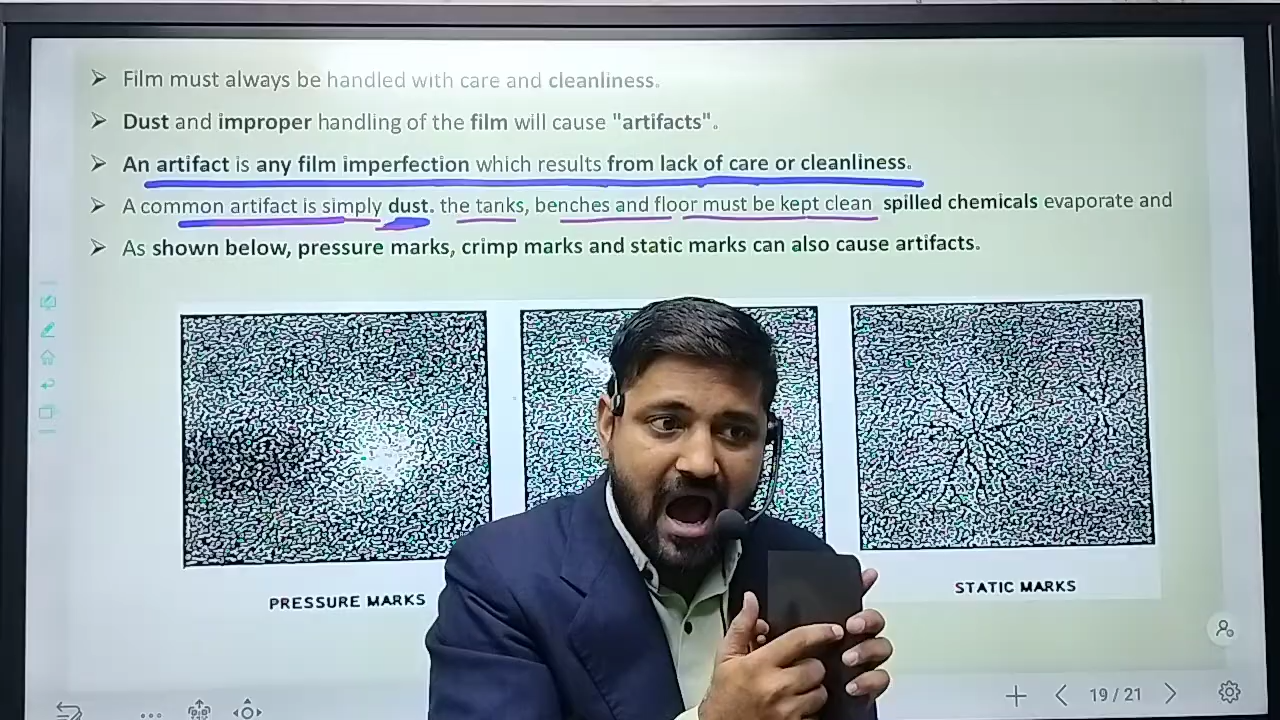 ➢ Film must always be handled with care and cleanliness.
➢ Dust and improper handling of the film will cause "artifacts".
➢ An artifact is any film imperfection which results from lack of care or cleanliness.
➢ A common artifact is simply dust. the tanks, benches and floor must be kept clean spilled chemicals evaporate and
➢ As shown below, pressure marks, crimp marks and static marks can also cause artifacts.
PRESSURE MARKS
STATIC MARKS
19 / 21